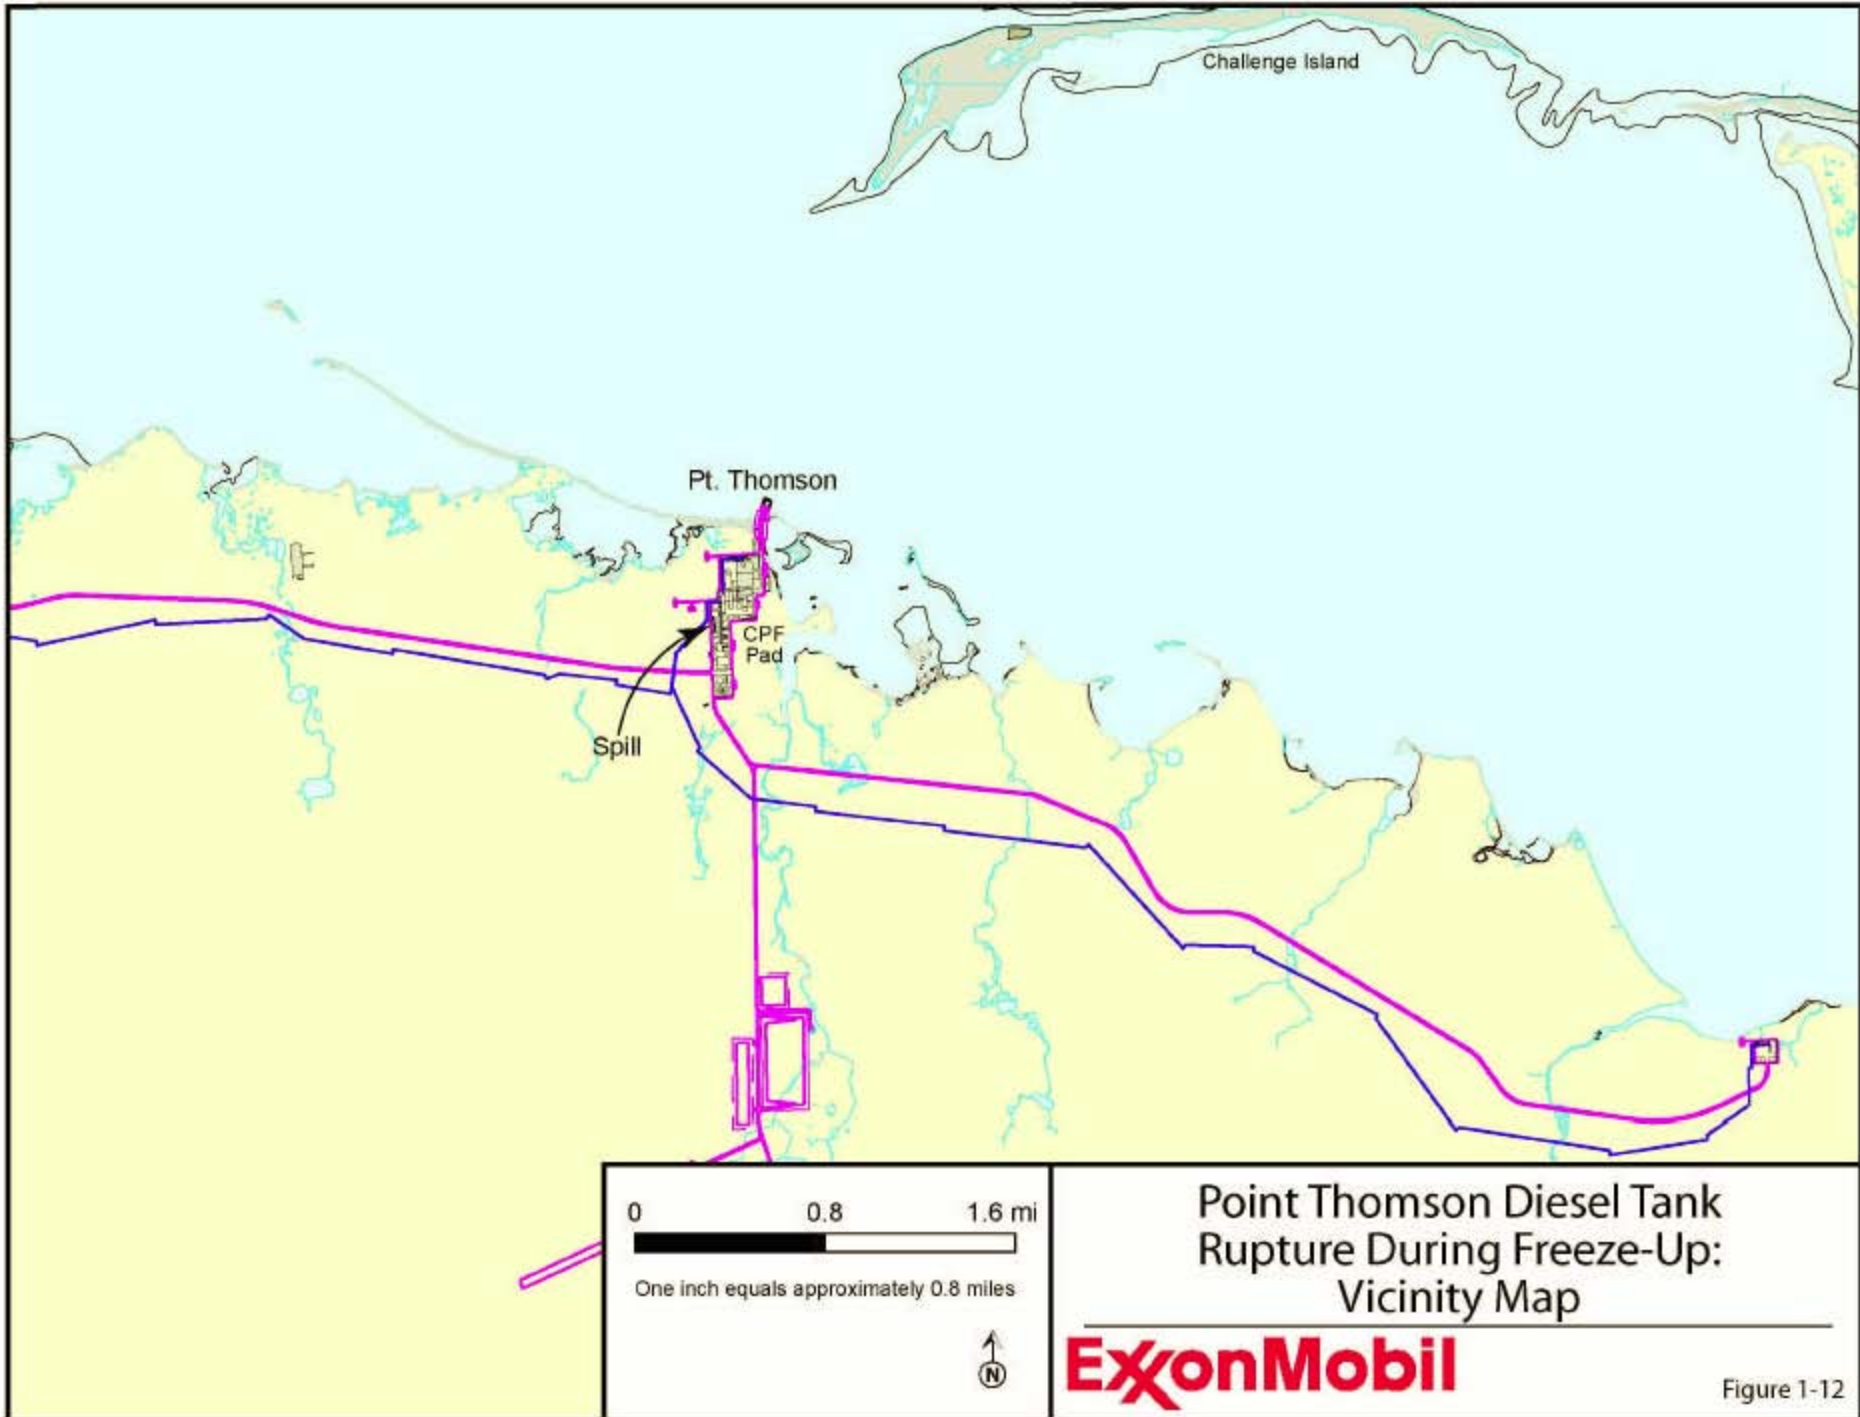 Challenge Island
Pt. Thomson
CPF
Pad
Spill
0 0.8 1.6 mi
One inch equals approximately 0.8 miles
N
Point Thomson Diesel Tank
Rupture During Freeze-Up:
Vicinity Map
ExxonMobil
Figure 1-12